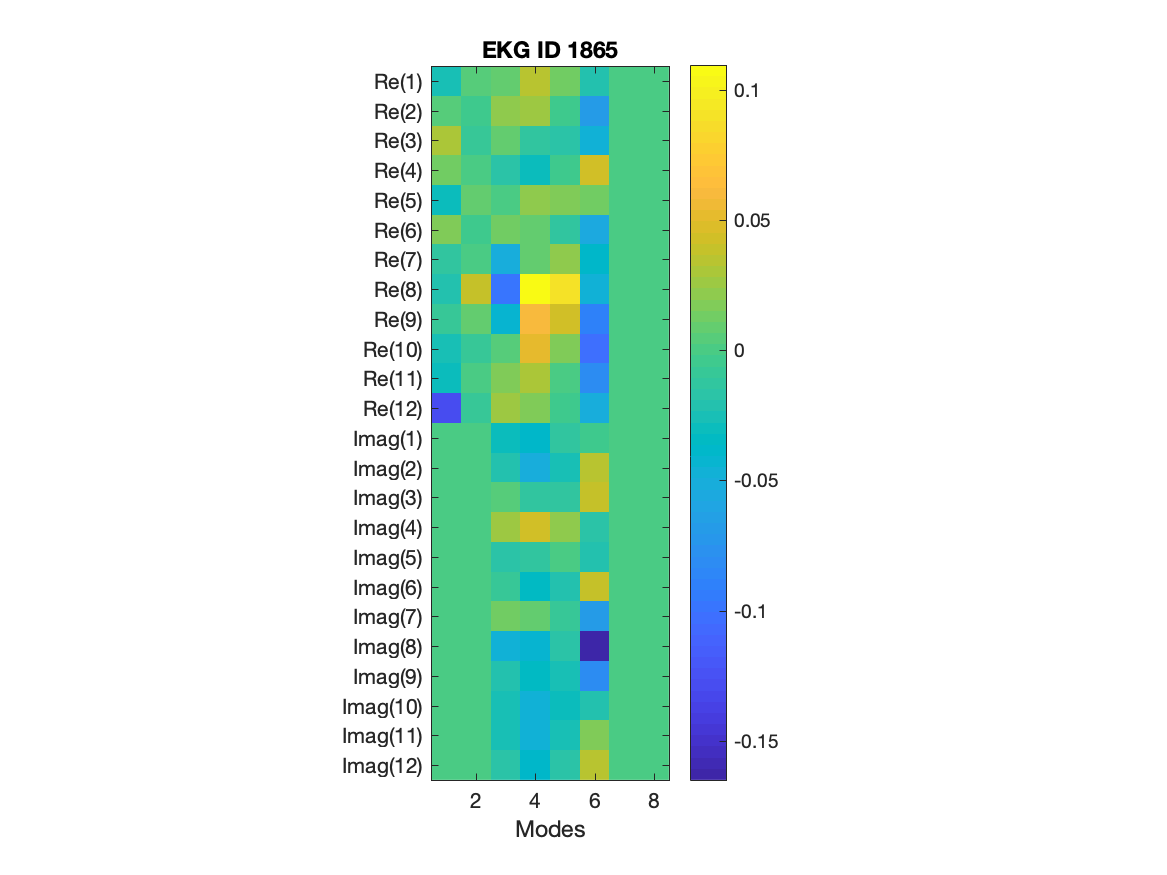 EKG ID 1865
Re(1)
Re(2)
Re(3)
Re(4)
Re(5)
Re(6)
Re(7)
Re(8)
Re(9)
Re(10)
Re(11)
Re(12)
Imag(1)
Imag(2)
Imag(3)
Imag(4)
Imag(5)
Imag(6)
Imag(7)
Imag(8)
Imag(9)
Imag(10)
Imag(11)
Imag(12)
2 4 6 8
Modes
0.1
0.05
0
-0.05
-0.1
-0.15